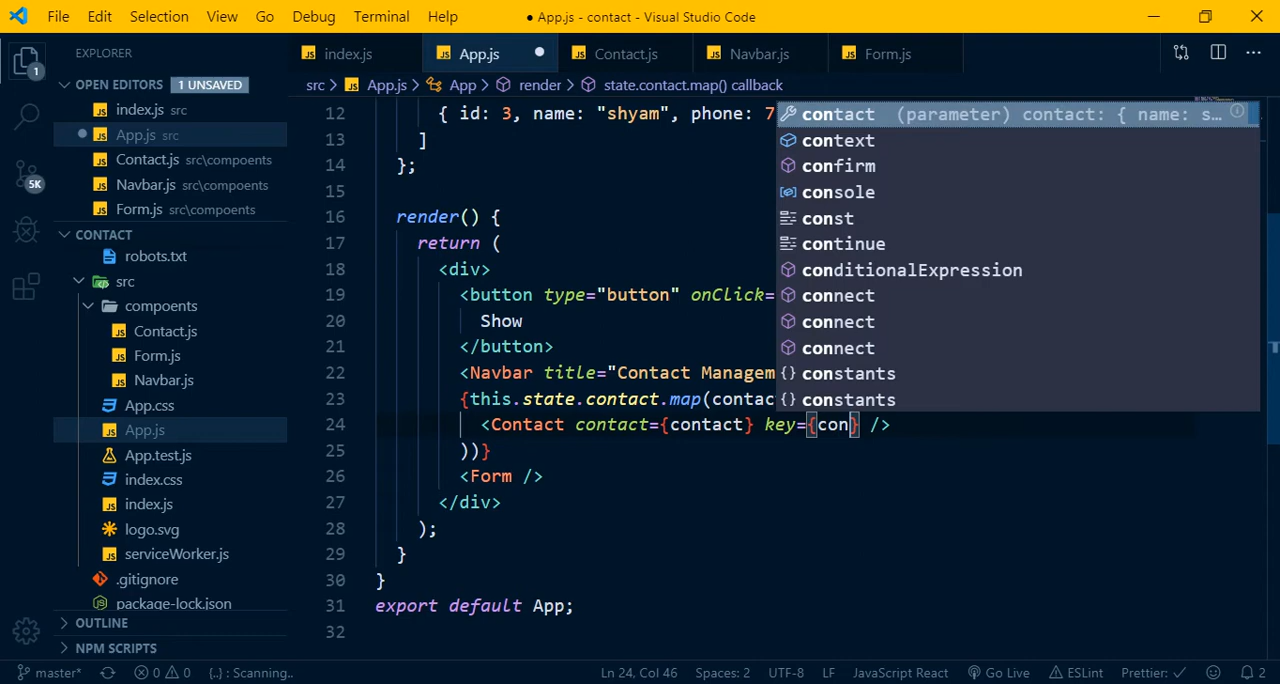 File Edit Selection View Go Debug Terminal Help ● App.js - contact - Visual Studio Code
EXPLORER
index.js App.js Contact.js Navbar.js Form.js
OPEN EDITORS 1 UNSAVED
index.js src
App.js src
Contact.js src\compoents
Navbar.js src\compoents
Form.js src\compoents
CONTACT
robots.txt
src
compoents
Contact.js
Form.js
Navbar.js
App.css
App.js
App.test.js
index.css
index.js
logo.svg
serviceWorker.js
.gitignore
package-lock.json
OUTLINE
NPM SCRIPTS
1
5K
src > App.js > App > render > state.contact.map() callback
12 { id: 3, name: "shyam", phone: 7
13 ]
14 };
15
16 render() {
17 return (
18 <div>
19 <button type="button" onClick=
20 Show
21 </button>
22 <Navbar title="Contact Managem
23 {this.state.contact.map(contac
24 <Contact contact={contact} key={con} />
25 ))}
26 <Form />
27 </div>
28 );
29 }
30 }
31 export default App;
32
contact (parameter) contact: { name: s…
context
confirm
console
const
continue
conditionalExpression
connect
connect
connect
constants
constants
master* 0 0 {..} : Scanning.. Ln 24, Col 46 Spaces: 2 UTF-8 LF JavaScript React Go Live ESLint Prettier: ✓ 2